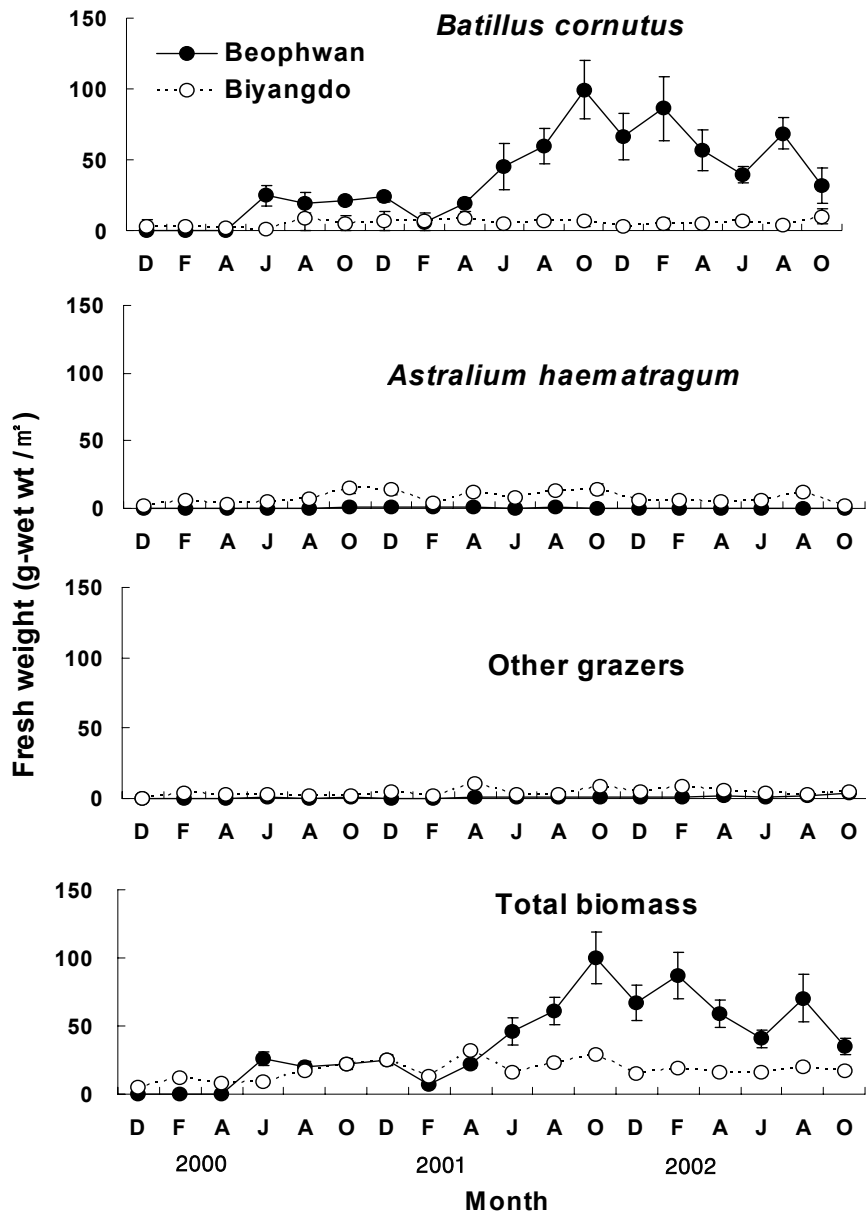 Batillus cornutus
Beophwan
Biyangdo
150
100
50
0
D F A J O A O D F A J A O D F A J A O
Astralium haematragum
150
100
50
0
D F A J A O D F A J A O D F A J A O
Other grazers
150
100
50
0
D F A J A O D F A J A O D F A J A O
Total biomass
150
100
50
0
D F A J A O D F A J A O D F A J A O
2000 2001 2002
Month
Fresh weight (g-wet wt /㎡)